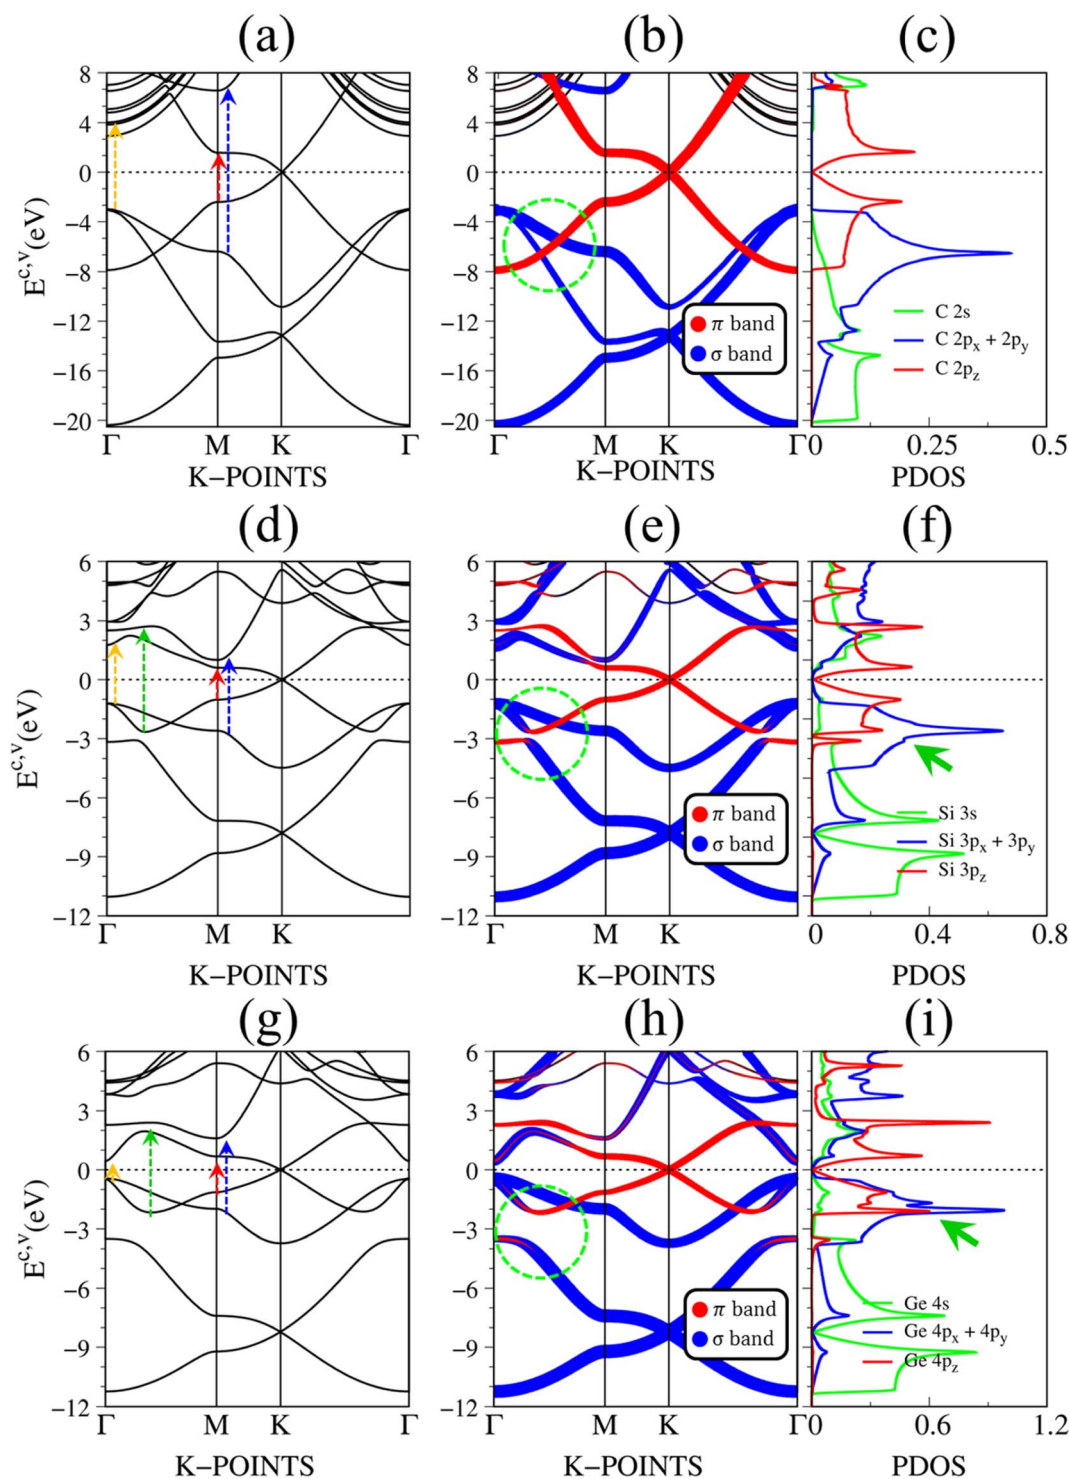 (a) (b) (c)
8
4
0
−4
−8
−12
−16
−20
E^{c,v}(eV)
Γ M K Γ
K−POINTS
π band
σ band
Γ M K Γ
K−POINTS
C 2s
C 2p_x + 2p_y
C 2p_z
0 0.25 0.5
PDOS
(d) (e) (f)
6
3
0
−3
−6
−9
−12
E^{c,v}(eV)
Γ M K
K−POINTS
π band
σ band
Γ M K Γ
K−POINTS
Si 3s
Si 3p_x + 3p_y
Si 3p_z
0 0.4 0.8
PDOS
(g) (h) (i)
6
3
0
−3
−6
−9
−12
E^{c,v}(eV)
Γ M K Γ
K−POINTS
π band
σ band
Γ M K Γ
K−POINTS
Ge 4s
Ge 4p_x + 4p_y
Ge 4p_z
0 0.6 1.2
PDOS